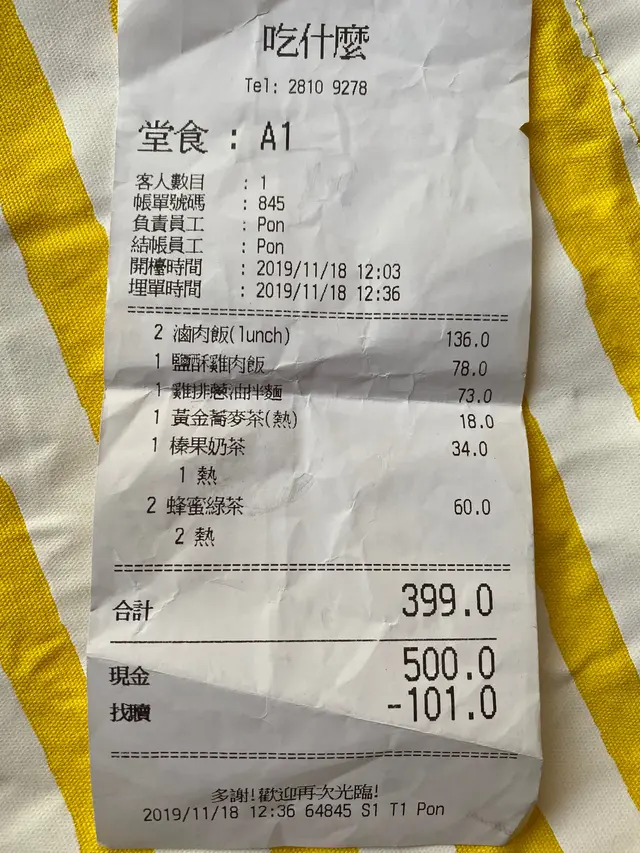 吃什麼
Tel: 2810 9278
堂食 : A1
客人數目 : 1
帳單號碼 : 845
負責員工 : Pon
結帳員工 : Pon
開檯時間 : 2019/11/18 12:03
埋單時間 : 2019/11/18 12:36
2 滷肉飯(lunch) 136.0
1 鹽酥雞肉飯 78.0
1 雞排蔥油拌麵 73.0
1 黃金蕎麥茶(熱) 18.0
1 榛果奶茶 34.0
1 熱
2 蜂蜜綠茶 60.0
2 熱
合計 399.0
現金 500.0
找贖 -101.0
多謝!歡迎再次光臨!
2019/11/18 12:36 64845 S1 T1 Pon